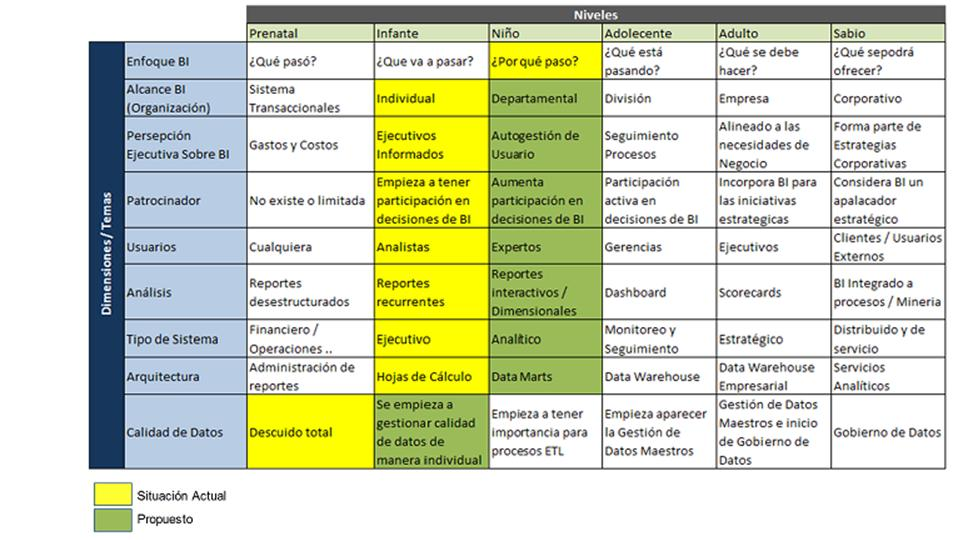 Niveles
Prenatal
Infante
Niño
Adolecente
Adulto
Sabio
Dimensiones/ Temas
Enfoque BI
¿Qué pasó?
¿Que va a pasar?
¿Por qué paso?
¿Qué está
pasando?
¿Qué se debe
hacer?
¿Qué sepodrá
ofrecer?
Alcance BI
(Organización)
Sistema
Transaccionales
Individual
Departamental
División
Empresa
Corporativo
Persepción
Ejecutiva Sobre BI
Gastos y Costos
Ejecutivos
Informados
Autogestión de
Usuario
Seguimiento
Procesos
Alineado a las
necesidades de
Negocio
Forma parte de
Estrategias
Corporativas
Patrocinador
No existe o limitada
Empieza a tener
participación en
decisiones de BI
Aumenta
participación en
decisiones de BI
Participación
activa en
decisiones de BI
Incorpora BI para
las iniciativas
estrategicas
Considera BI un
apalacador
estratégico
Usuarios
Cualquiera
Analistas
Expertos
Gerencias
Ejecutivos
Clientes / Usuarios
Externos
Análisis
Reportes
desestructurados
Reportes
recurrentes
Reportes
interactivos /
Dimensionales
Dashboard
Scorecards
BI Integrado a
procesos / Mineria
Tipo de Sistema
Financiero /
Operaciones ..
Ejecutivo
Analítico
Monitoreo y
Seguimiento
Estratégico
Distribuido y de
servicio
Arquitectura
Administración de
reportes
Hojas de Cálculo
Data Marts
Data Warehouse
Data Warehouse
Empresarial
Servicios
Analíticos
Calidad de Datos
Descuido total
Se empieza a
gestionar calidad
de datos de
manera individual
Empieza a tener
importancia para
procesos ETL
Empieza aparecer
la Gestión de
Datos Maestros
Gestión de Datos
Maestros e inicio
de Gobierno de
Datos
Gobierno de Datos
Situación Actual
Propuesto